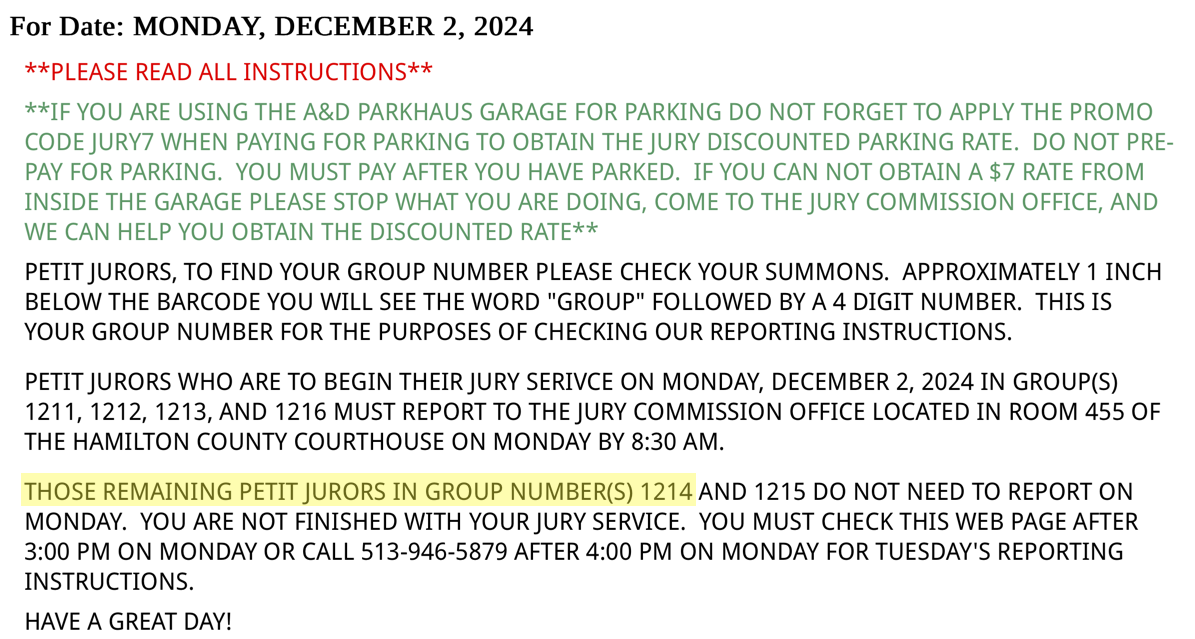 For Date: MONDAY, DECEMBER 2, 2024
**PLEASE READ ALL INSTRUCTIONS**
**IF YOU ARE USING THE A&D PARKHAUS GARAGE FOR PARKING DO NOT FORGET TO APPLY THE PROMO
CODE JURY7 WHEN PAYING FOR PARKING TO OBTAIN THE JURY DISCOUNTED PARKING RATE.  DO NOT PRE-
PAY FOR PARKING.  YOU MUST PAY AFTER YOU HAVE PARKED.  IF YOU CAN NOT OBTAIN A $7 RATE FROM
INSIDE THE GARAGE PLEASE STOP WHAT YOU ARE DOING, COME TO THE JURY COMMISSION OFFICE, AND
WE CAN HELP YOU OBTAIN THE DISCOUNTED RATE**
PETIT JURORS, TO FIND YOUR GROUP NUMBER PLEASE CHECK YOUR SUMMONS.  APPROXIMATELY 1 INCH
BELOW THE BARCODE YOU WILL SEE THE WORD "GROUP" FOLLOWED BY A 4 DIGIT NUMBER.  THIS IS
YOUR GROUP NUMBER FOR THE PURPOSES OF CHECKING OUR REPORTING INSTRUCTIONS.
PETIT JURORS WHO ARE TO BEGIN THEIR JURY SERIVCE ON MONDAY, DECEMBER 2, 2024 IN GROUP(S)
1211, 1212, 1213, AND 1216 MUST REPORT TO THE JURY COMMISSION OFFICE LOCATED IN ROOM 455 OF
THE HAMILTON COUNTY COURTHOUSE ON MONDAY BY 8:30 AM.
THOSE REMAINING PETIT JURORS IN GROUP NUMBER(S) 1214 AND 1215 DO NOT NEED TO REPORT ON
MONDAY.  YOU ARE NOT FINISHED WITH YOUR JURY SERVICE.  YOU MUST CHECK THIS WEB PAGE AFTER
3:00 PM ON MONDAY OR CALL 513-946-5879 AFTER 4:00 PM ON MONDAY FOR TUESDAY'S REPORTING
INSTRUCTIONS.
HAVE A GREAT DAY!